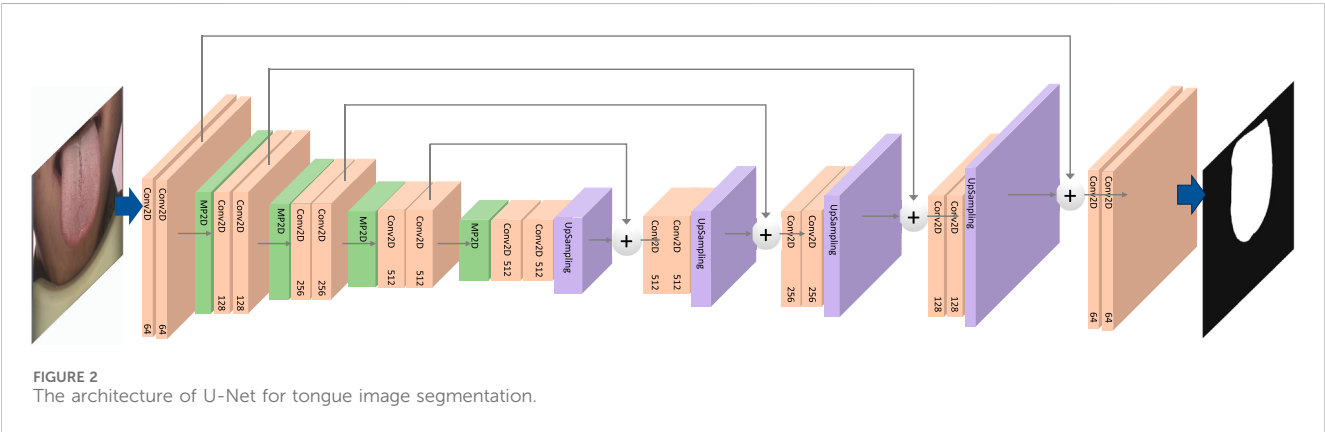 Conv2D 64
Conv2D 64
MP2D
Conv2D 128
Conv2D 128
MP2D
Conv2D 256
Conv2D 256
MP2D
Conv2D 512
Conv2D 512
MP2D
Conv2D 512
Conv2D 512
UpSampling
+
Conv2D 512
Conv2D 512
UpSampling
+
Conv2D 256
Conv2D 256
UpSampling
+
Conv2D 128
Conv2D 128
UpSampling
+
Conv2D 64
Conv2D 64
FIGURE 2
The architecture of U-Net for tongue image segmentation.